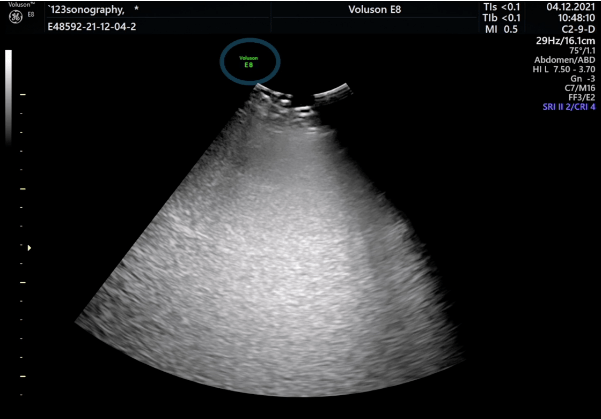 Voluson™
GE E8
`123sonography, *
E48592-21-12-04-2
Voluson E8
TIs <0.1
TIb <0.1
MI 0.5
04.12.2021
10:48:10
C2-9-D
29Hz/16.1cm
75°/1.1
Abdomen/ABD
HI L 7.50 - 3.70
Gn -3
C7/M16
FF3/E2
SRI II 2/CRI 4
Voluson
E8